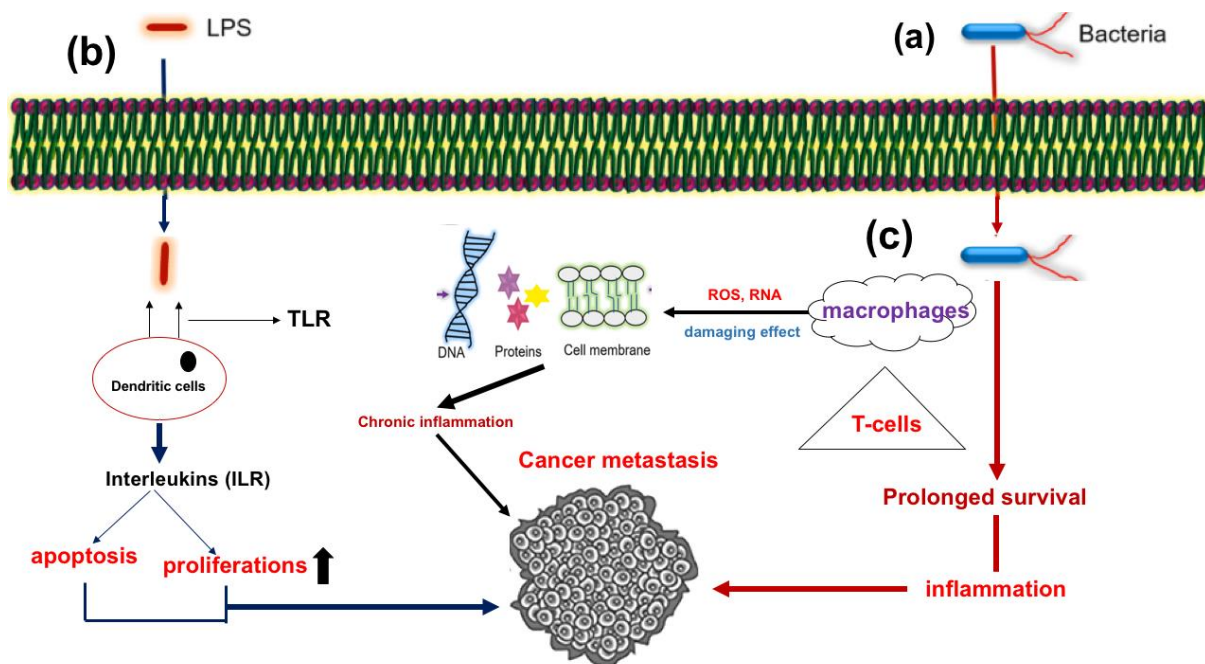 (b)
LPS
(a)
Bacteria
(c)
TLR
Dendritic cells
Interleukins (ILR)
apoptosis
proliferations
DNA
Proteins
Cell membrane
ROS, RNA
damaging effect
macrophages
T-cells
Chronic inflammation
Cancer metastasis
Prolonged survival
inflammation